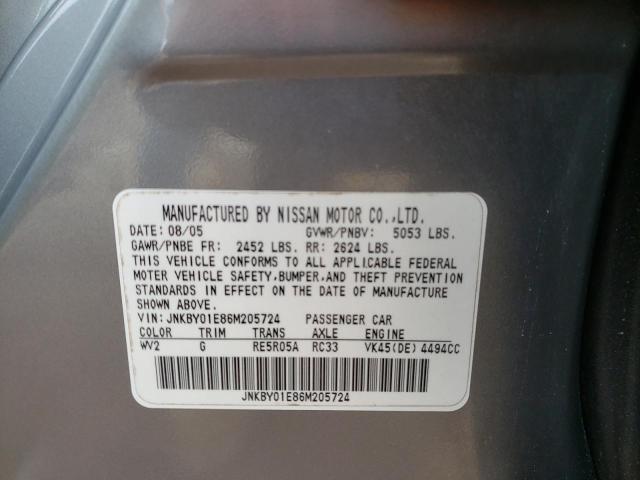 MANUFACTURED BY NISSAN MOTOR CO.,LTD.
DATE: 08/05 GVWR/PNBV: 5053 LBS.
GAWR/PNBE FR: 2452 LBS. RR: 2624 LBS.
THIS VEHICLE CONFORMS TO ALL APPLICABLE FEDERAL
MOTOR VEHICLE SAFETY, BUMPER, AND THEFT PREVENTION
STANDARDS IN EFFECT ON THE DATE OF MANUFACTURE
SHOWN ABOVE.
VIN: JNKBY01E86M205724 PASSENGER CAR
COLOR TRIM TRANS AXLE ENGINE
WV2 G RE5R05A RC33 VK45(DE) 4494CC
JNKBY01E86M205724